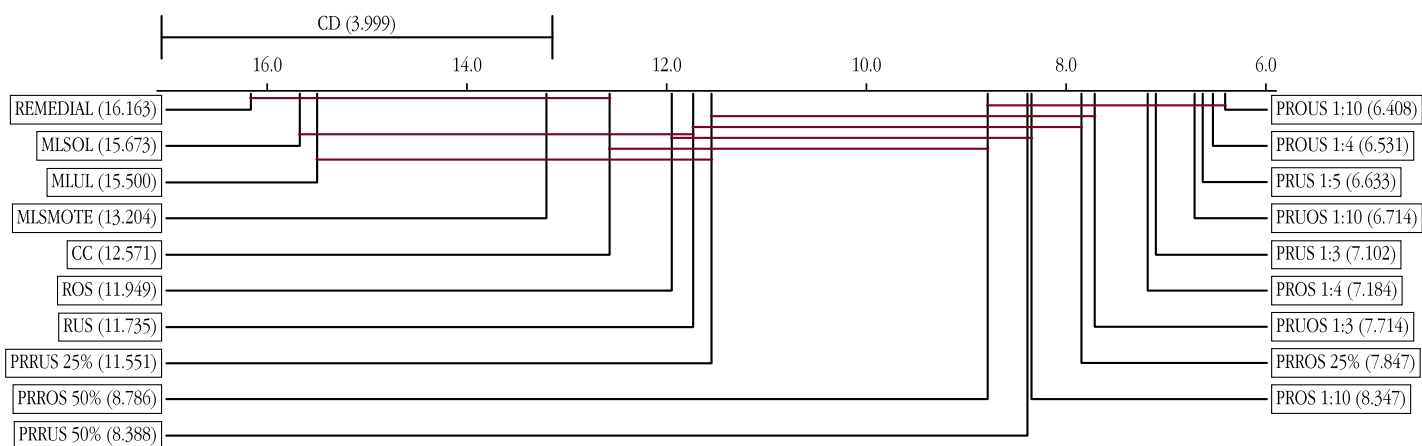 CD (3.999)
16.0 14.0 12.0 10.0 8.0 6.0
REMEDIAL (16.163)
MLSOL (15.673)
MLUL (15.500)
MLSMOTE (13.204)
CC (12.571)
ROS (11.949)
RUS (11.735)
PRRUS 25% (11.551)
PRROS 50% (8.786)
PRRUS 50% (8.388)
PROUS 1:10 (6.408)
PROUS 1:4 (6.531)
PRUS 1:5 (6.633)
PRUOS 1:10 (6.714)
PRUS 1:3 (7.102)
PROS 1:4 (7.184)
PRUOS 1:3 (7.714)
PRROS 25% (7.847)
PROS 1:10 (8.347)